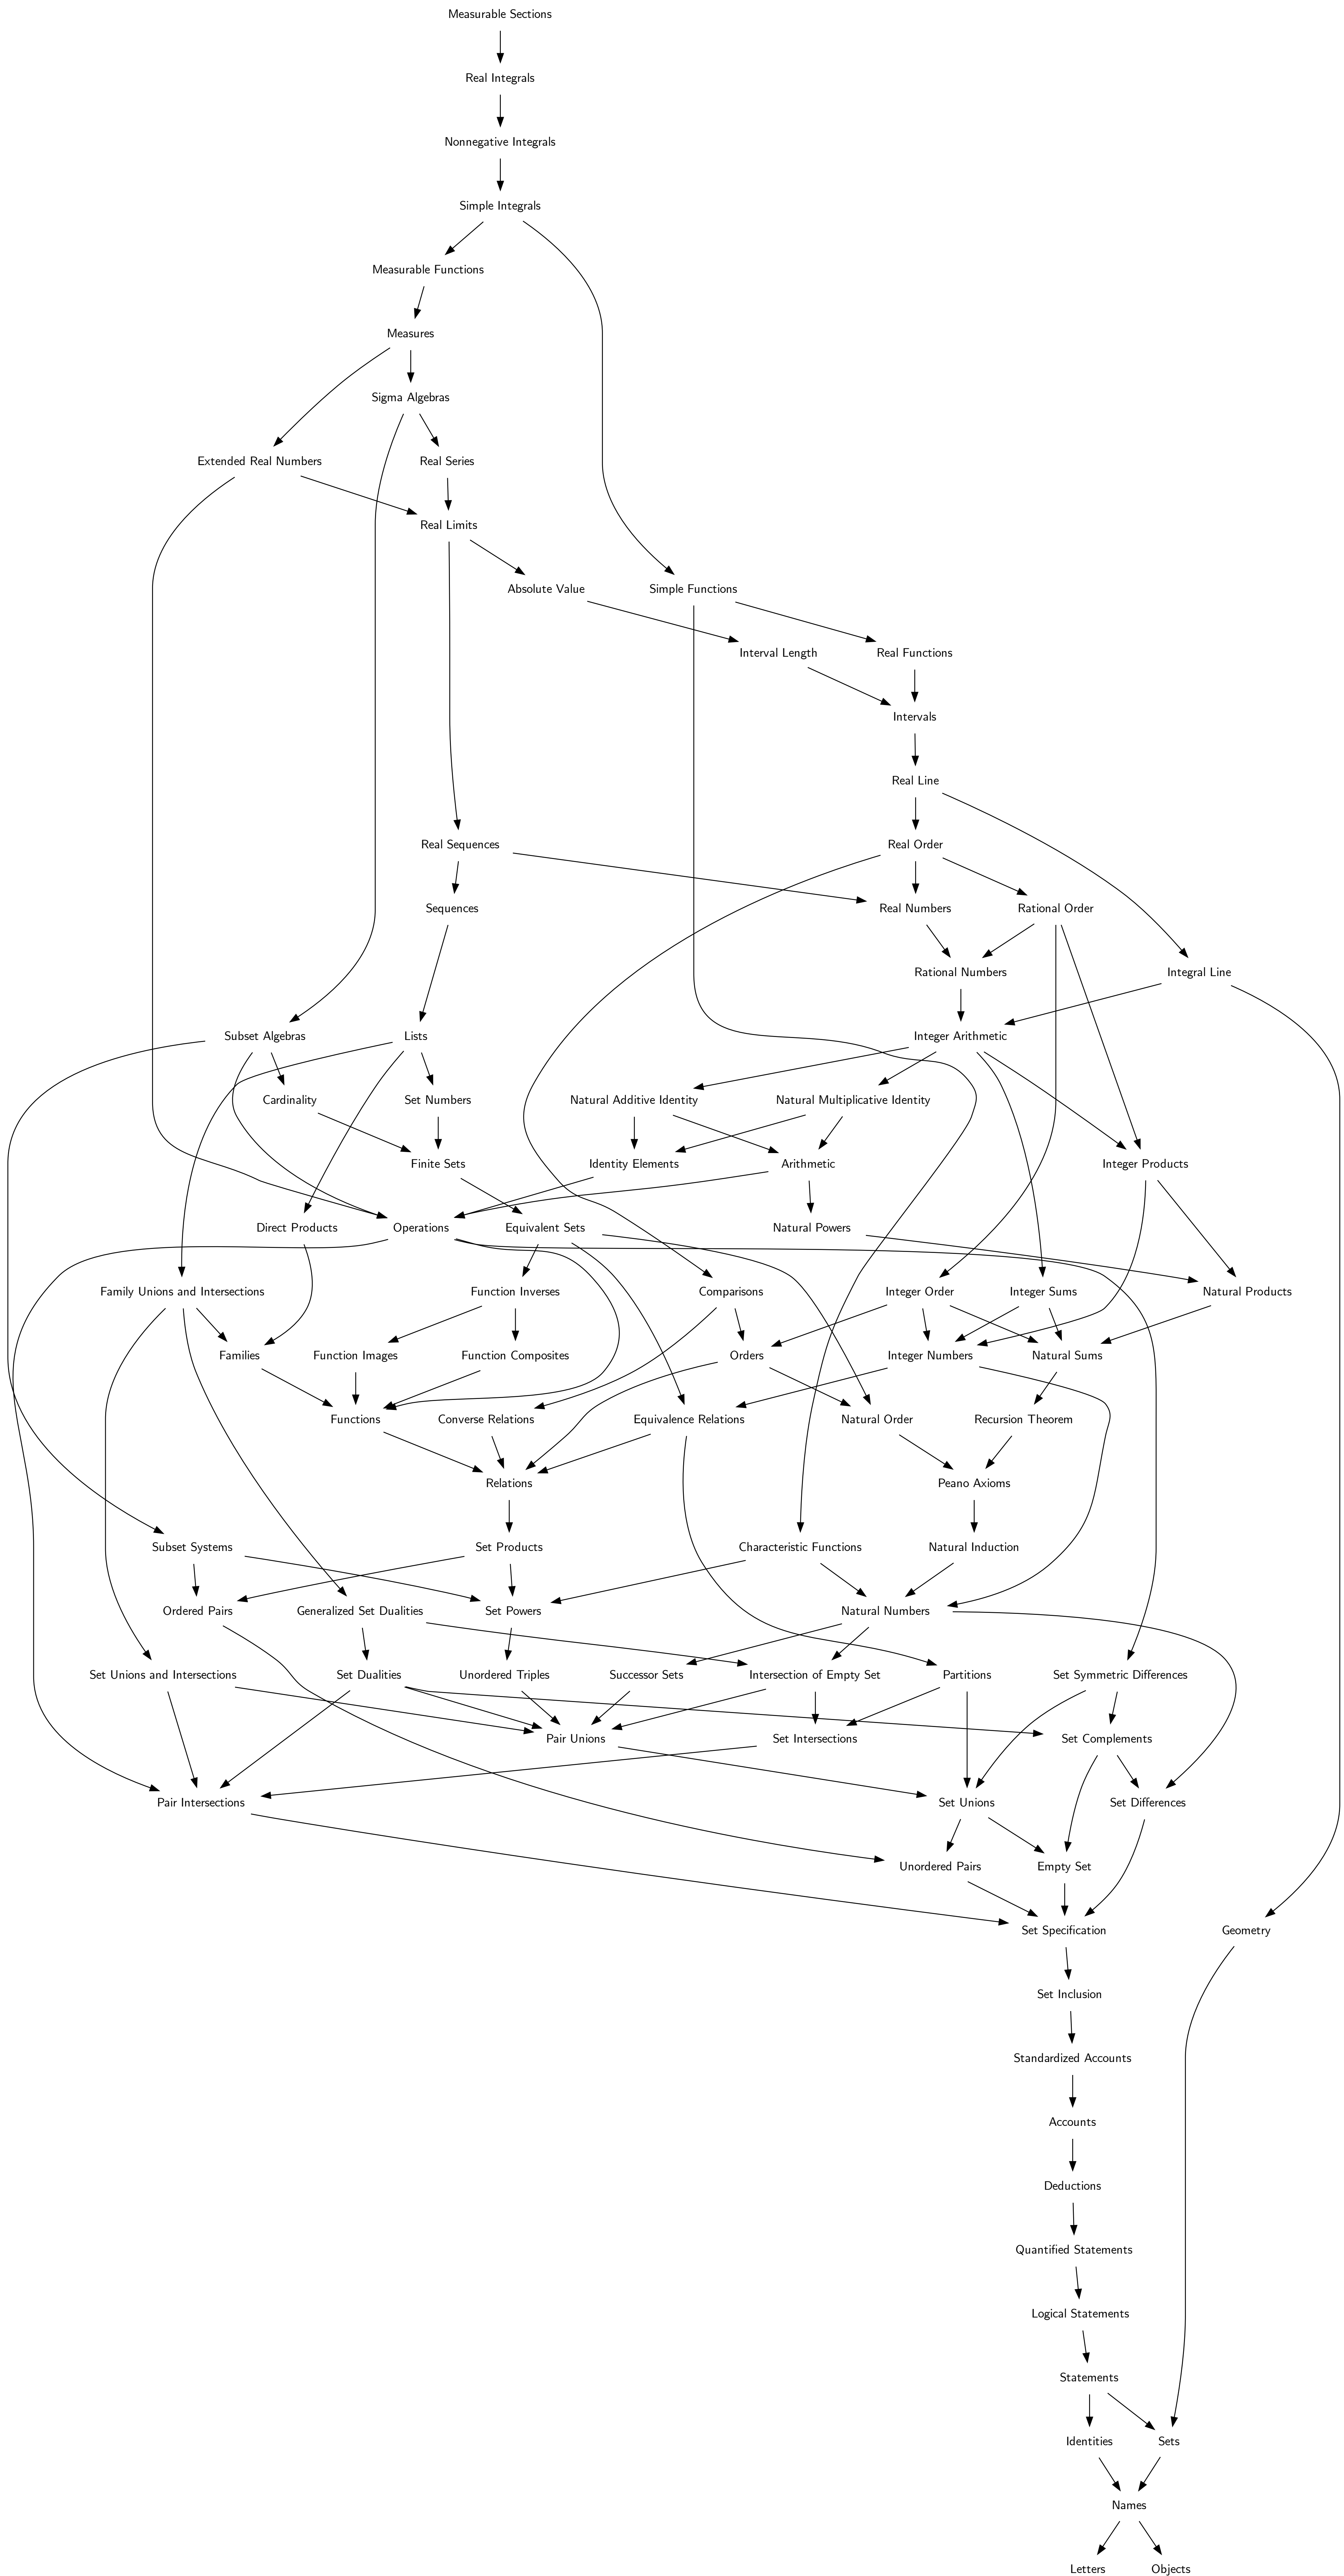 Measurable Sections
Real Integrals
Nonnegative Integrals
Simple Integrals
Measurable Functions
Measures
Sigma Algebras
Extended Real Numbers
Real Series
Real Limits
Absolute Value
Simple Functions
Interval Length
Real Functions
Intervals
Real Line
Real Sequences
Real Order
Sequences
Real Numbers
Rational Order
Rational Numbers
Integral Line
Subset Algebras
Lists
Integer Arithmetic
Cardinality
Set Numbers
Natural Additive Identity
Natural Multiplicative Identity
Finite Sets
Identity Elements
Arithmetic
Integer Products
Direct Products
Operations
Equivalent Sets
Natural Powers
Family Unions and Intersections
Function Inverses
Comparisons
Integer Order
Integer Sums
Natural Products
Families
Function Images
Function Composites
Orders
Integer Numbers
Natural Sums
Functions
Converse Relations
Equivalence Relations
Natural Order
Recursion Theorem
Relations
Peano Axioms
Subset Systems
Set Products
Characteristic Functions
Natural Induction
Ordered Pairs
Generalized Set Dualities
Set Powers
Natural Numbers
Set Unions and Intersections
Set Dualities
Unordered Triples
Successor Sets
Intersection of Empty Set
Partitions
Set Symmetric Differences
Pair Unions
Set Intersections
Set Complements
Pair Intersections
Set Unions
Set Differences
Unordered Pairs
Empty Set
Set Specification
Geometry
Set Inclusion
Standardized Accounts
Accounts
Deductions
Quantified Statements
Logical Statements
Statements
Identities
Sets
Names
Letters
Objects